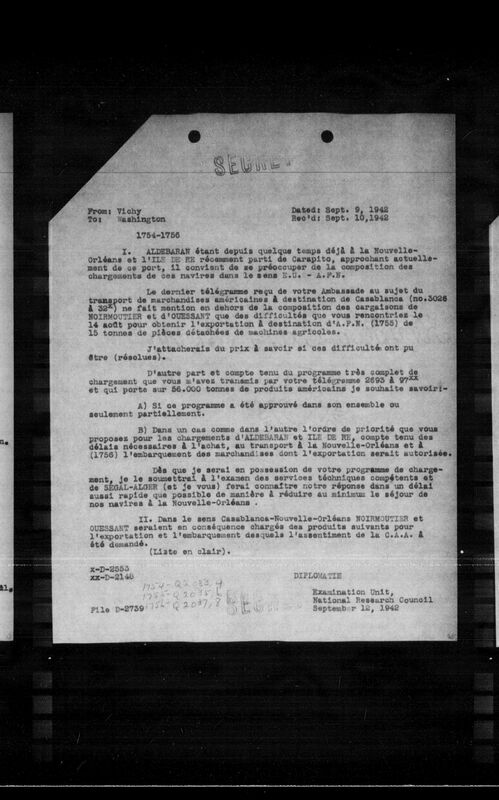 SECRET
From: Vichy Dated: Sept. 9, 1942
To: Washington Rec'd: Sept. 10,1942
1754-1756
I. ALDEBARAN étant depuis quelque temps déjà à la Nouvelle-
Orléans et l'ILE DE RE récemment parti de Carapito, approchant actuelle-
ment de ce port, il convient de se préoccuper de la composition des
chargements de ces navires dans le sens E.U. - A.F.N.
Le dernier télégramme reçu de votre Ambassade au sujet du
transport de marchandises américaines à destination de Casablanca (no.3026
à 32x) ne fait mention en dehors de la composition des cargaisons de
NOIRMOUTIER et d'OUESSANT que des difficultés que vous rencontriez le
14 août pour obtenir l'exportation à destination d'A.F.N. (1755) de
15 tonnes de pièces détachées de machines agricoles.
J'attacherais du prix à savoir si ces difficulté ont pu
être (résolues).
D'autre part et compte tenu du programme très complet de
chargement que vous m'avez transmis par votre télégramme 2693 à 97xx
et qui porte sur 56.000 tonnes de produits américains je souhaite savoir:-
A) Si ce programme a été approuvé dans son ensemble ou
seulement partiellement.
B) Dans un cas comme dans l'autre l'ordre de priorité que vous
proposez pour les chargements d'ALDEBARAN et ILE DE RE, compte tenu des
délais nécessaires à l'achat, au transport à la Nouvelle-Orléans et à
(1756) l'embarquement des marchandises dont l'exportation serait autorisée.
Dès que je serai en possession de votre programme de charge-
ment, je le soumettrai à l'examen des services téchniques compétents et
de SEGAL-ALGER (et je vous) ferai connaître notre réponse dans un délai
aussi rapide que possible de manière à réduire au minimum le séjour de
nos navires à la Nouvelle-Orléans .
II. Dans le sens Casablanca-Nouvelle-Orléans NOIRMOUTIER et
OUESSANT seraient en conséquence chargés des produits suivants pour
l'exportation et l'embarquement desquels l'assentiment de la C.A.A. à
été demandé.
(Liste en clair).
x-D-2553
xx-D-2148 DIPLOMATIE
1754-Q2033,4
1755-Q2035,6
1756-Q2037,8
SECRET
Examination Unit,
National Research Council
File D-2739 September 12, 1942